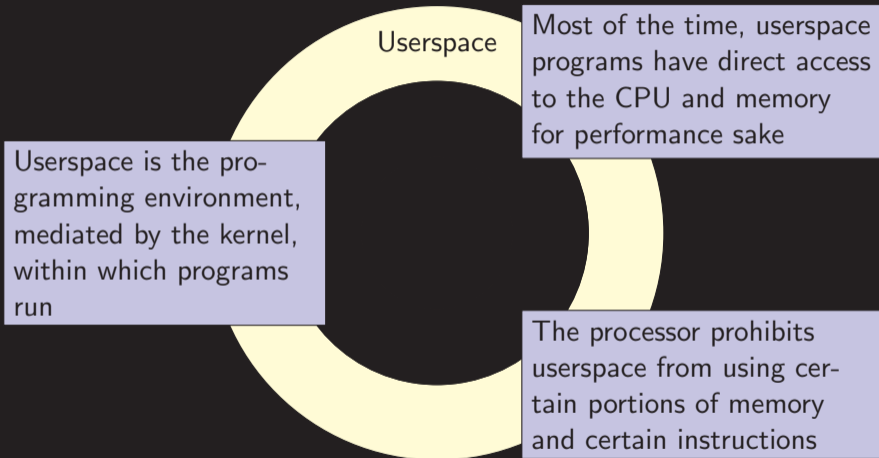 Userspace
Most of the time, userspace
programs have direct access
to the CPU and memory
for performance sake
Userspace is the pro-
gramming environment,
mediated by the kernel,
within which programs
run
The processor prohibits
userspace from using cer-
tain portions of memory
and certain instructions